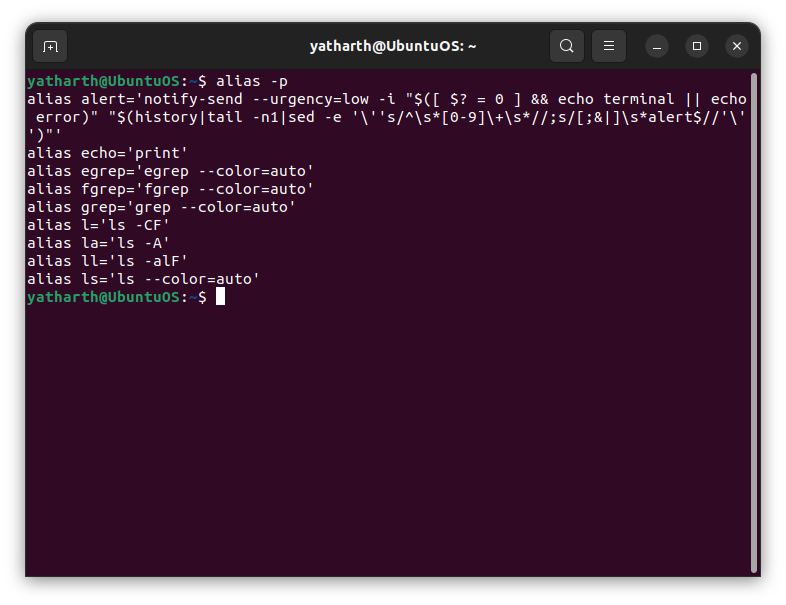 yatharth@UbuntuOS: ~
yatharth@UbuntuOS:~$ alias -p
alias alert='notify-send --urgency=low -i "$([ $? = 0 ] && echo terminal || echo
 error)" "$(history|tail -n1|sed -e '\''s/^\s*[0-9]\+\s*//;s/[;&|]\s*alert$//'\'
')"'
alias echo='print'
alias egrep='egrep --color=auto'
alias fgrep='fgrep --color=auto'
alias grep='grep --color=auto'
alias l='ls -CF'
alias la='ls -A'
alias ll='ls -alF'
alias ls='ls --color=auto'
yatharth@UbuntuOS:~$